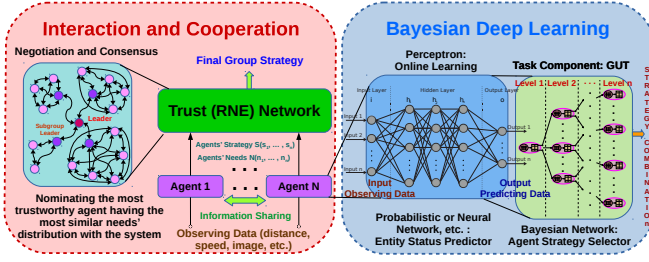 Interaction and Cooperation
Negotiation and Consensus
Subgroup
Leader
Leader
Nominating the most
trustworthy agent having the
most similar needs'
distribution with the system
Final Group Strategy
Trust (RNE) Network
Agents' Strategy S(s₁, ... , sₙ)
Agents' Needs N(n₁, ... , nₙ)
Agent 1
. . .
Agent N
Information Sharing
Observing Data (distance,
speed, image, etc.)
Bayesian Deep Learning
Perceptron:
Online Learning
Input Layer
Hidden Layer
Output Layer
i
h
h
h
o
Input 1
Input 2
Input n
Output 1
Output n
Input
Observing Data
Output
Predicting Data
Probabilistic or Neural
Network, etc. :
Entity Status Predictor
Task Component: GUT
Level 1
Level 2
Level n
Bayesian Network:
Agent Strategy Selector
STRATEGY COMBINATION